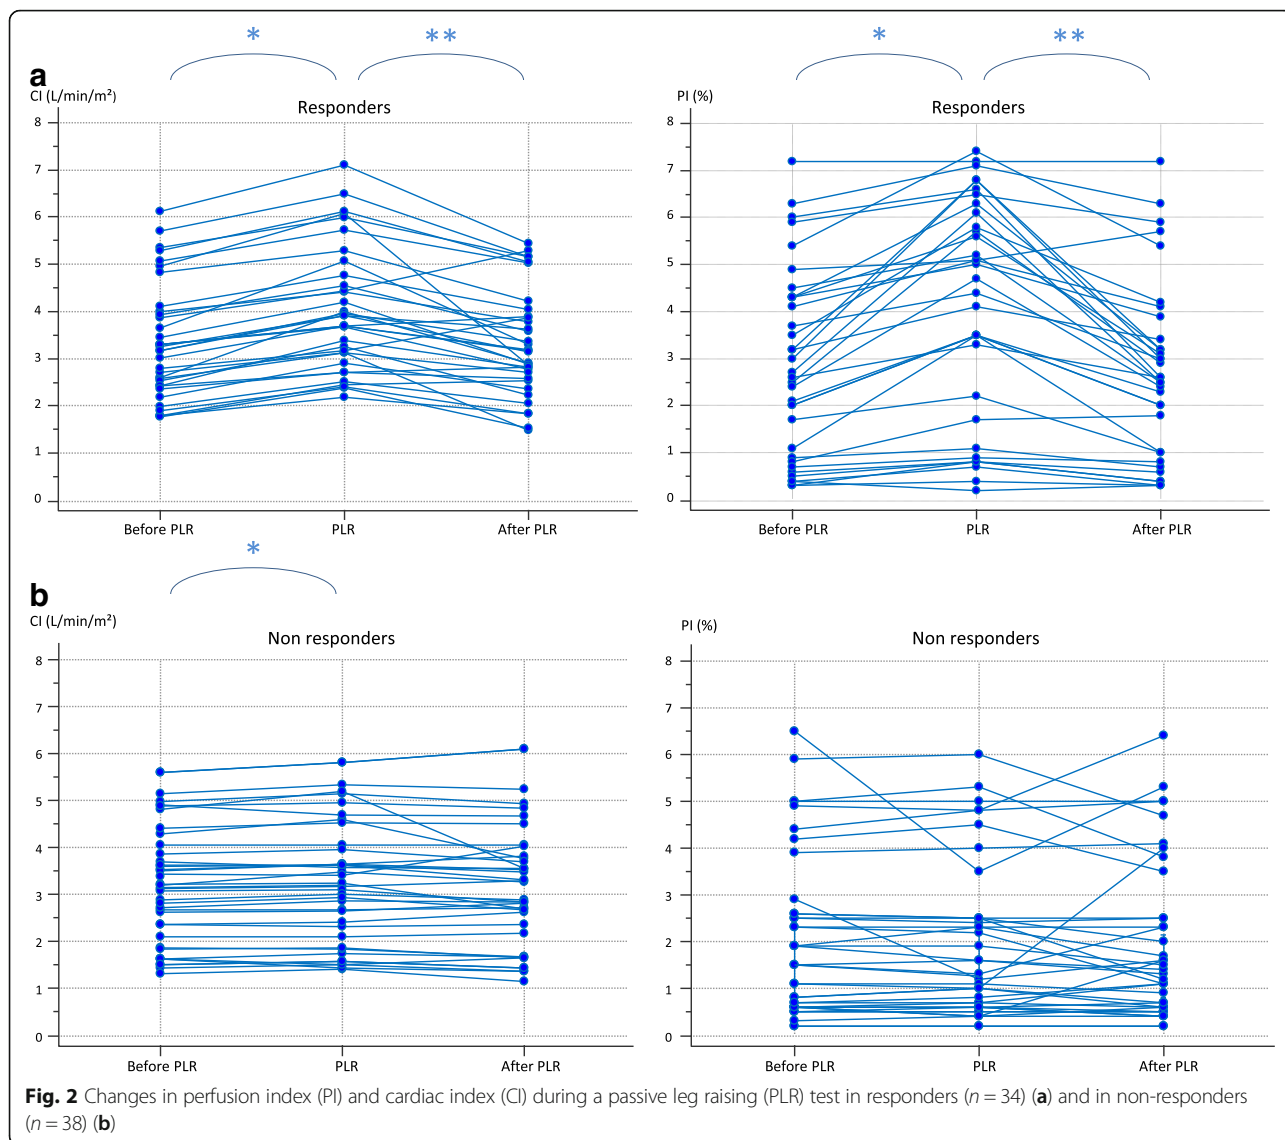 * ** * **
a
CI (L/min/m²) PI (%)
Responders Responders
8 8
7 7
6 6
5 5
4 4
3 3
2 2
1 1
0 0
Before PLR PLR After PLR Before PLR PLR After PLR
*
b
CI (L/min/m²) PI (%)
Non responders Non responders
8 8
7 7
6 6
5 5
4 4
3 3
2 2
1 1
0 0
Before PLR PLR After PLR Before PLR PLR After PLR
Fig. 2 Changes in perfusion index (PI) and cardiac index (CI) during a passive leg raising (PLR) test in responders (n = 34) (a) and in non-responders
(n = 38) (b)